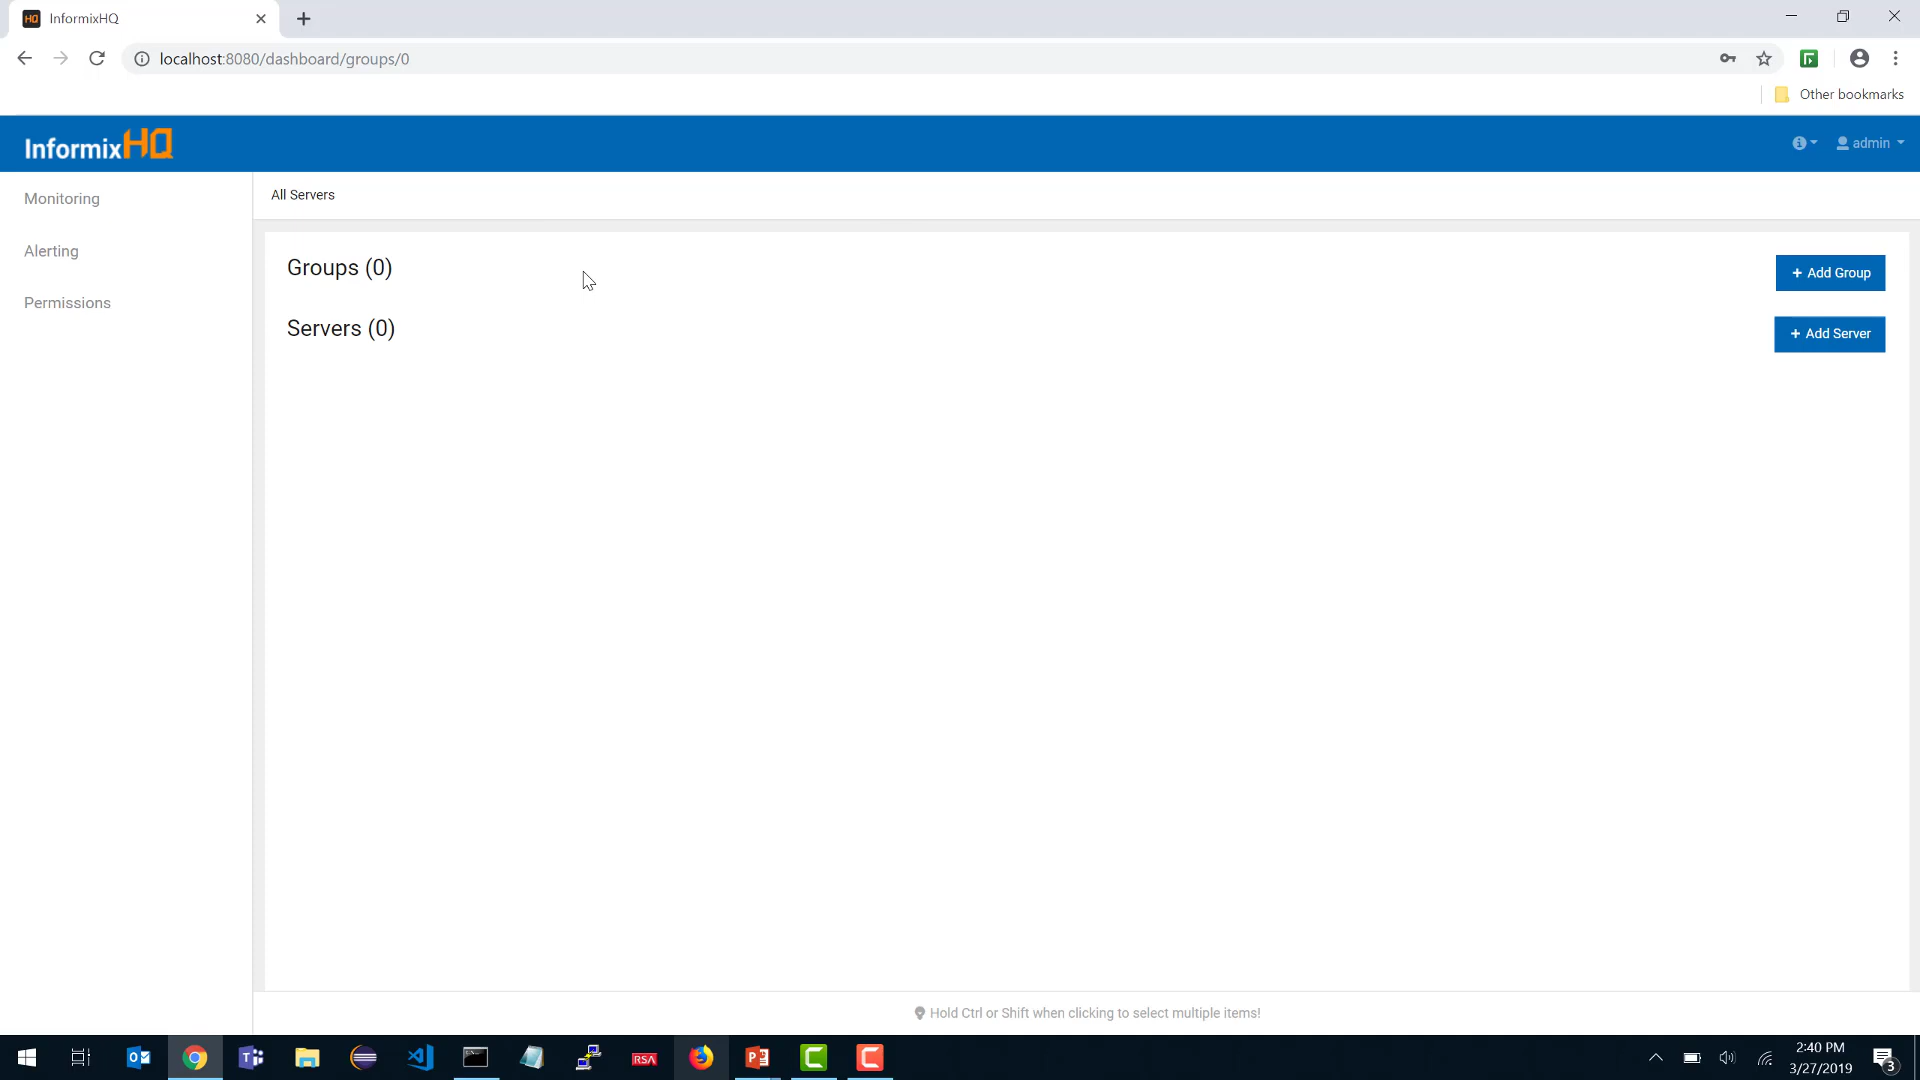 InformixHQ
localhost:8080/dashboard/groups/0
Other bookmarks
InformixHQ
admin
Monitoring
Alerting
Permissions
All Servers
Groups (0)
+ Add Group
Servers (0)
+ Add Server
Hold Ctrl or Shift when clicking to select multiple items!
RSA
2:40 PM
3/27/2019
3